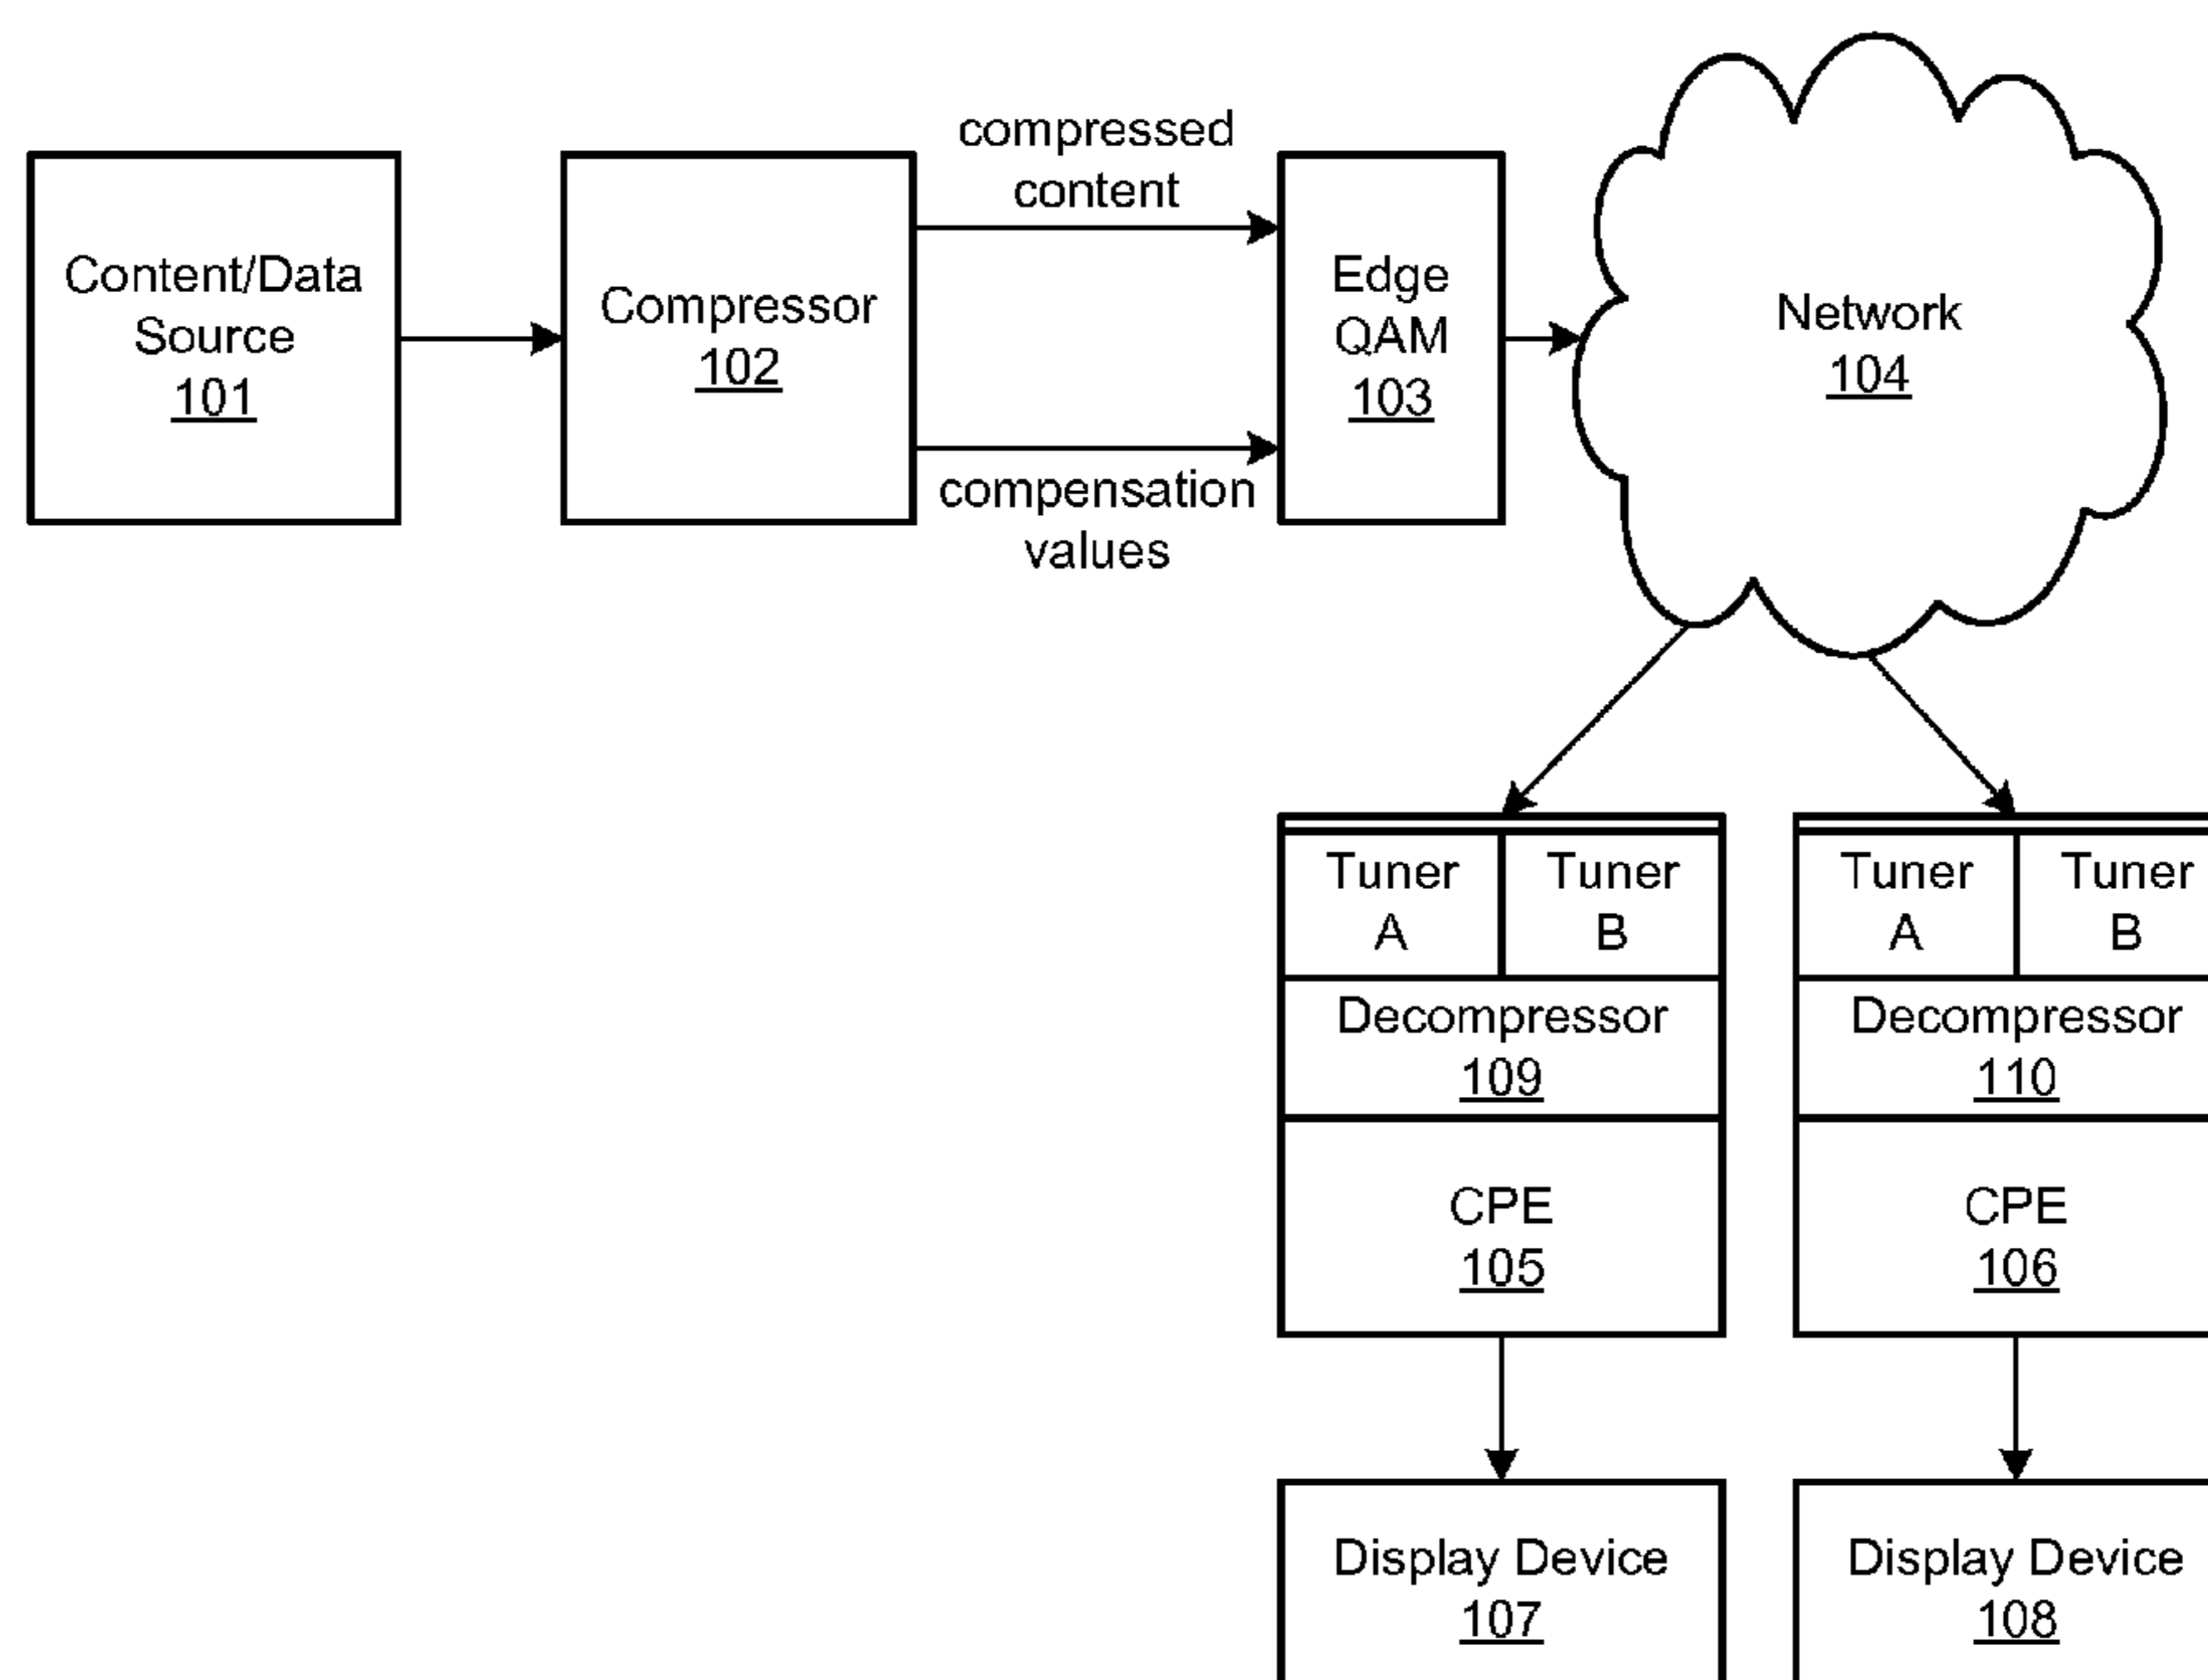 Content/Data
Source
101
Compressor
102
compressed
content
compensation
values
Edge
QAM
103
Network
104
Tuner
A
Tuner
B
Decompressor
109
CPE
105
Display Device
107
Tuner
A
Tuner
B
Decompressor
110
CPE
106
Display Device
108